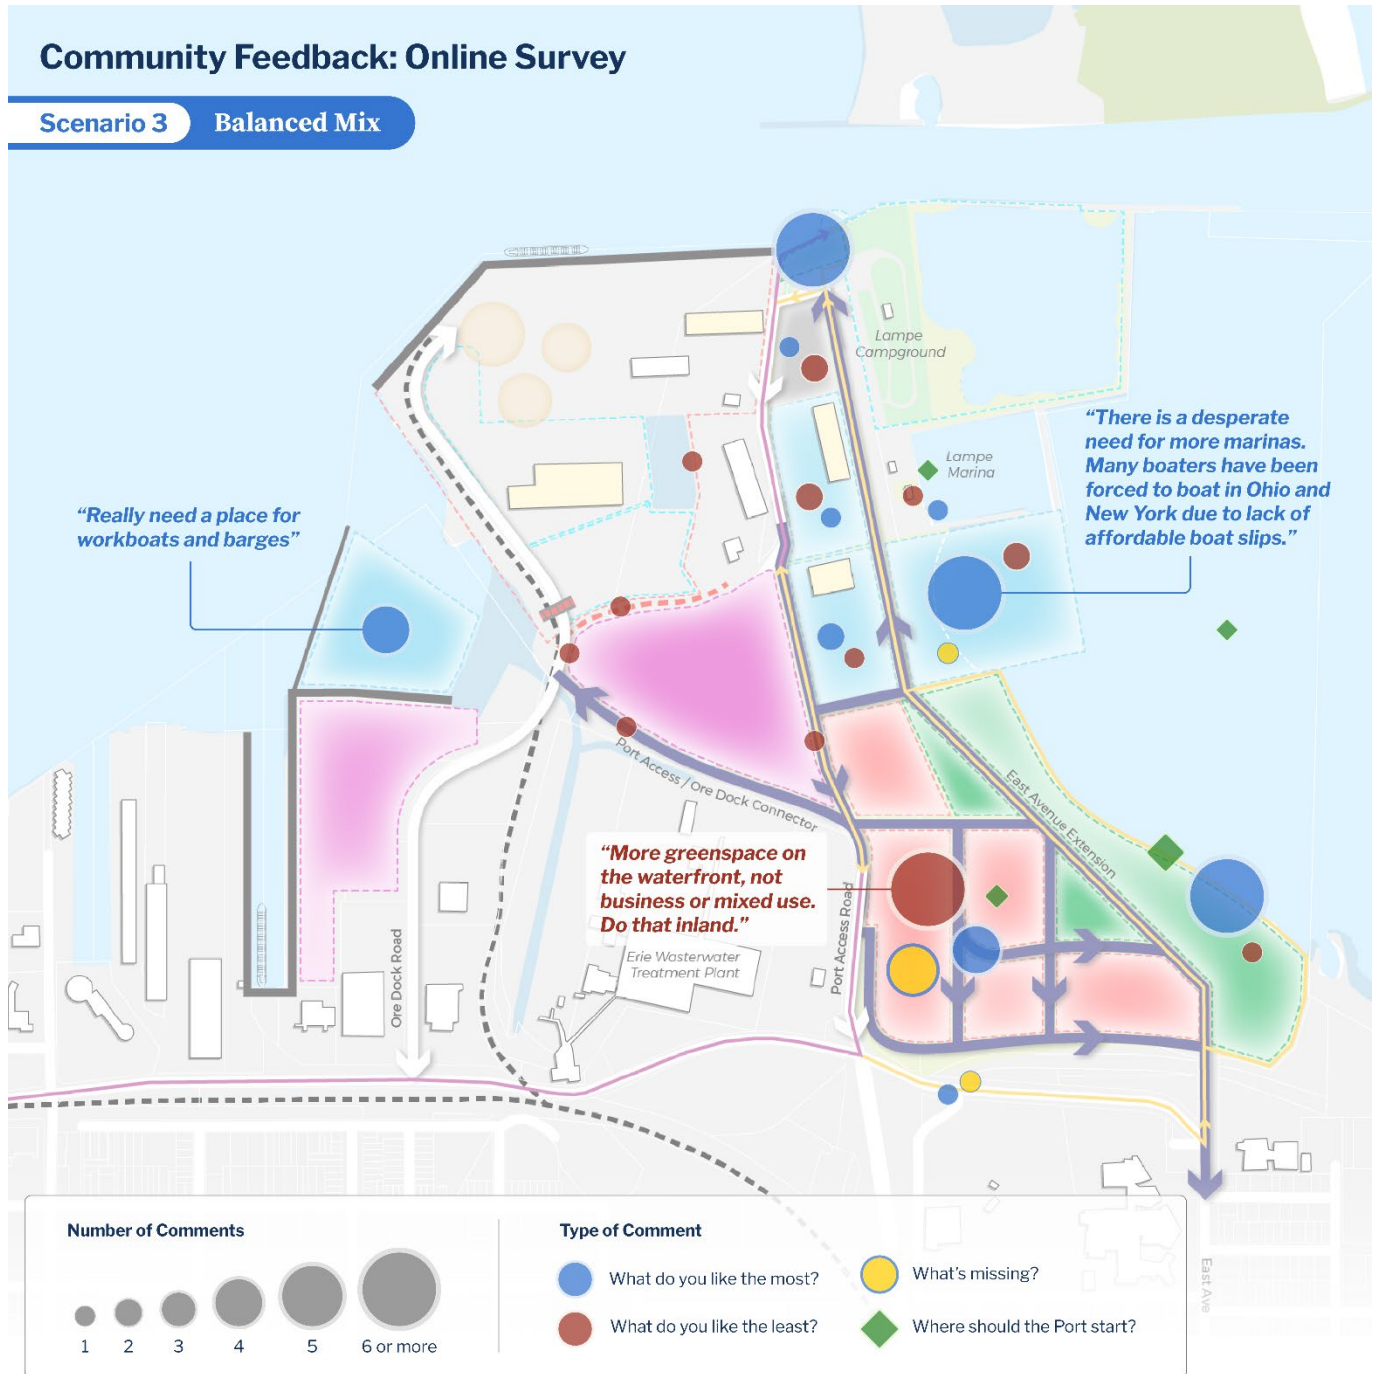 Community Feedback: Online Survey
Scenario 3
Balanced Mix
Lampe
Campground
“There is a desperate
need for more marinas.
Many boaters have been
forced to boat in Ohio and
New York due to lack of
affordable boat slips.”
Lampe
Marina
“Really need a place for
workboats and barges”
Port Access / Ore Dock Connector
East Avenue Extension
“More greenspace on
the waterfront, not
business or mixed use.
Do that inland.”
Port Access Road
Erie Wasterwater
Treatment Plant
Ore Dock Road
East Ave
Number of Comments
1
2
3
4
5
6 or more
Type of Comment
What do you like the most?
What's missing?
What do you like the least?
Where should the Port start?